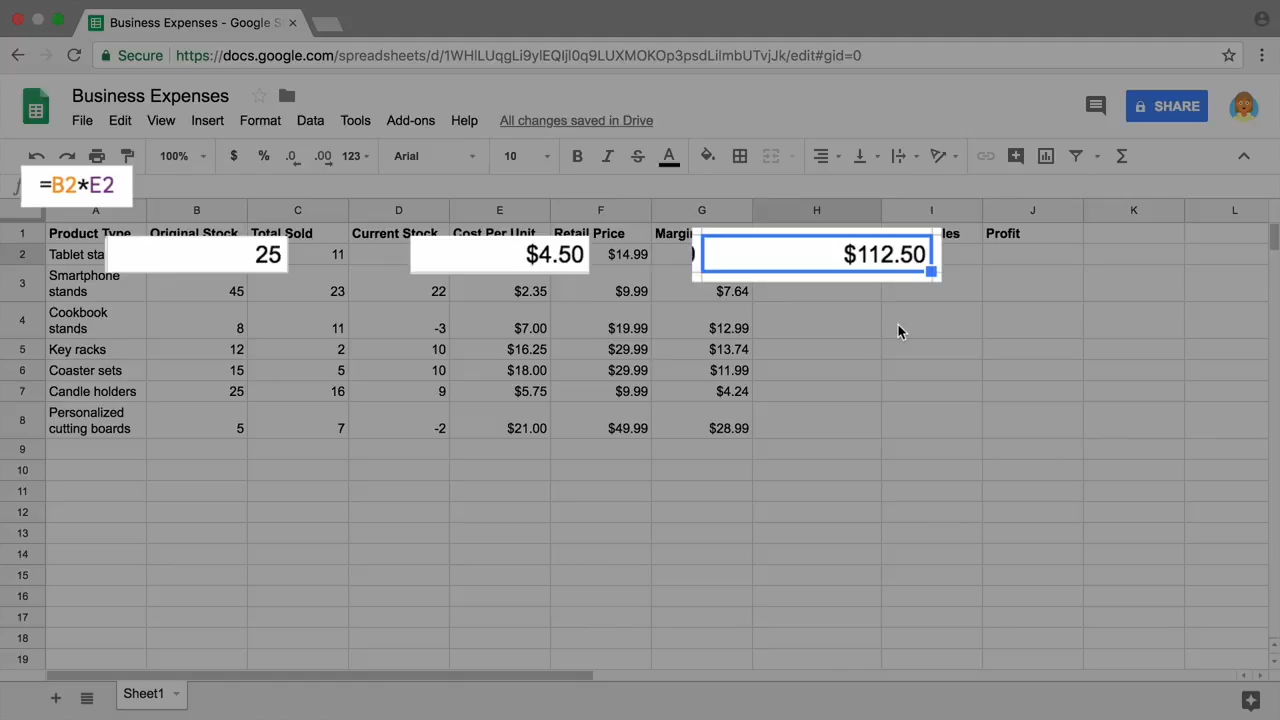 Business Expenses - Google S
Secure https://docs.google.com/spreadsheets/d/1WHlLUqgLi9ylEQIjl0q9LUXMOKOp3psdLilmbUTvjJk/edit#gid=0
Business Expenses
SHARE
File Edit View Insert Format Data Tools Add-ons Help All changes saved in Drive
100% $ % .0 .00 123 Arial 10 B I S A Σ
=B2*E2
A B C D E F G H I J K L
1 Product Type Original Stock Total Sold Current Stock Cost Per Unit Retail Price Margi les Profit
2 Tablet sta 25 11 $4.50 $14.99 $112.50
3 Smartphone stands 45 23 22 $2.35 $9.99 $7.64
4 Cookbook stands 8 11 -3 $7.00 $19.99 $12.99
5 Key racks 12 2 10 $16.25 $29.99 $13.74
6 Coaster sets 15 5 10 $18.00 $29.99 $11.99
7 Candle holders 25 16 9 $5.75 $9.99 $4.24
8 Personalized cutting boards 5 7 -2 $21.00 $49.99 $28.99
9
10
11
12
13
14
15
16
17
18
19
Sheet1